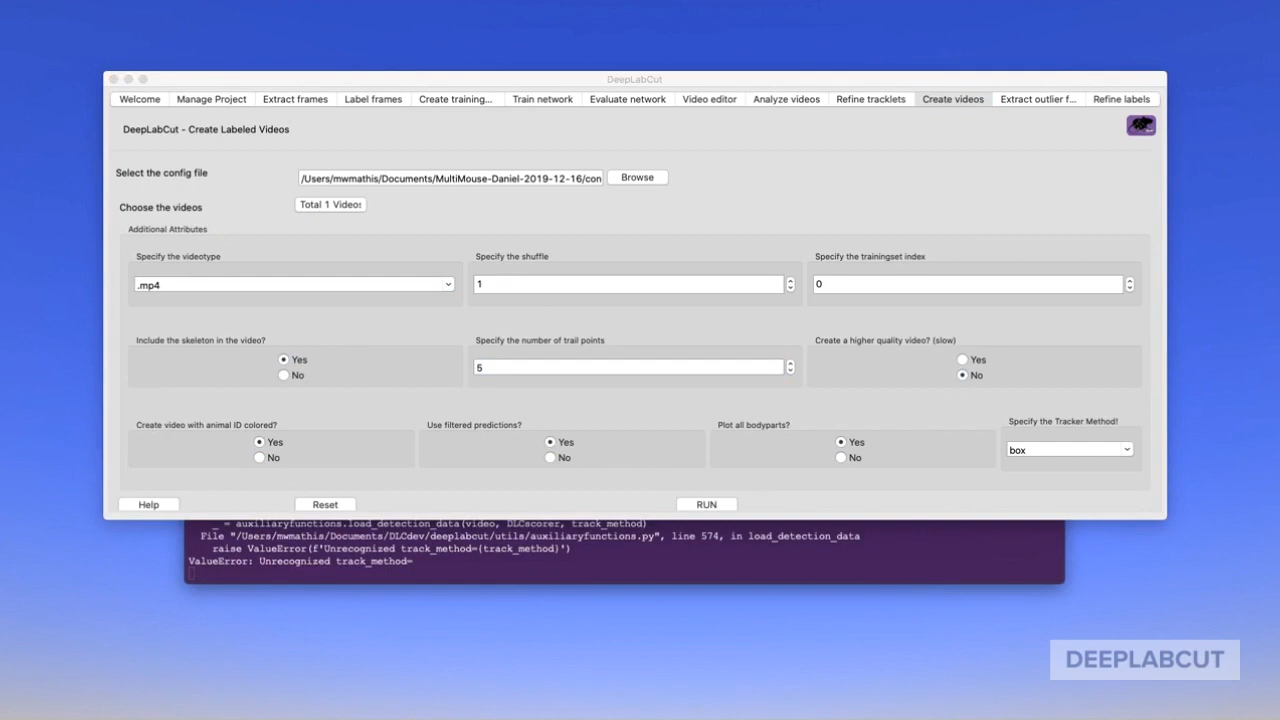 DeepLabCut
Welcome Manage Project Extract frames Label frames Create training... Train network Evaluate network Video editor Analyze videos Refine tracklets Create videos Extract outlier f... Refine labels
DeepLabCut - Create Labeled Videos
Select the config file /Users/mwmathis/Documents/MultiMouse-Daniel-2019-12-16/con Browse
Choose the videos Total 1 Videos
Additional Attributes
Specify the videotype Specify the shuffle Specify the trainingset index
.mp4 1 0
Include the skeleton in the video? Specify the number of trail points Create a higher quality video? (slow)
Yes 5 Yes
No No
Create video with animal ID colored? Use filtered predictions? Plot all bodyparts? Specify the Tracker Method!
Yes Yes Yes box
No No No
Help Reset RUN
_ = auxiliaryfunctions.load_detection_data(video, DLCscorer, track_method)
File "/Users/mwmathis/Documents/DLCdev/deeplabcut/utils/auxiliaryfunctions.py", line 574, in load_detection_data
raise ValueError(f'Unrecognized track_method={track_method}')
ValueError: Unrecognized track_method=
DEEPLABCUT